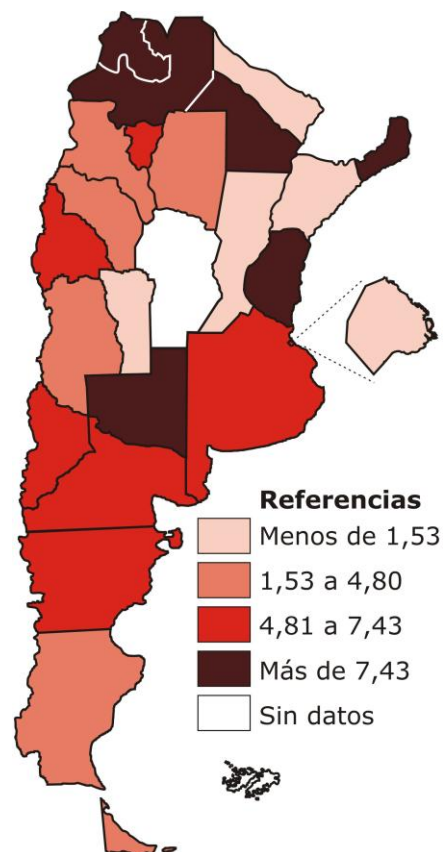 Referencias
Menos de 1,53
1,53 a 4,80
4,81 a 7,43
Más de 7,43
Sin datos